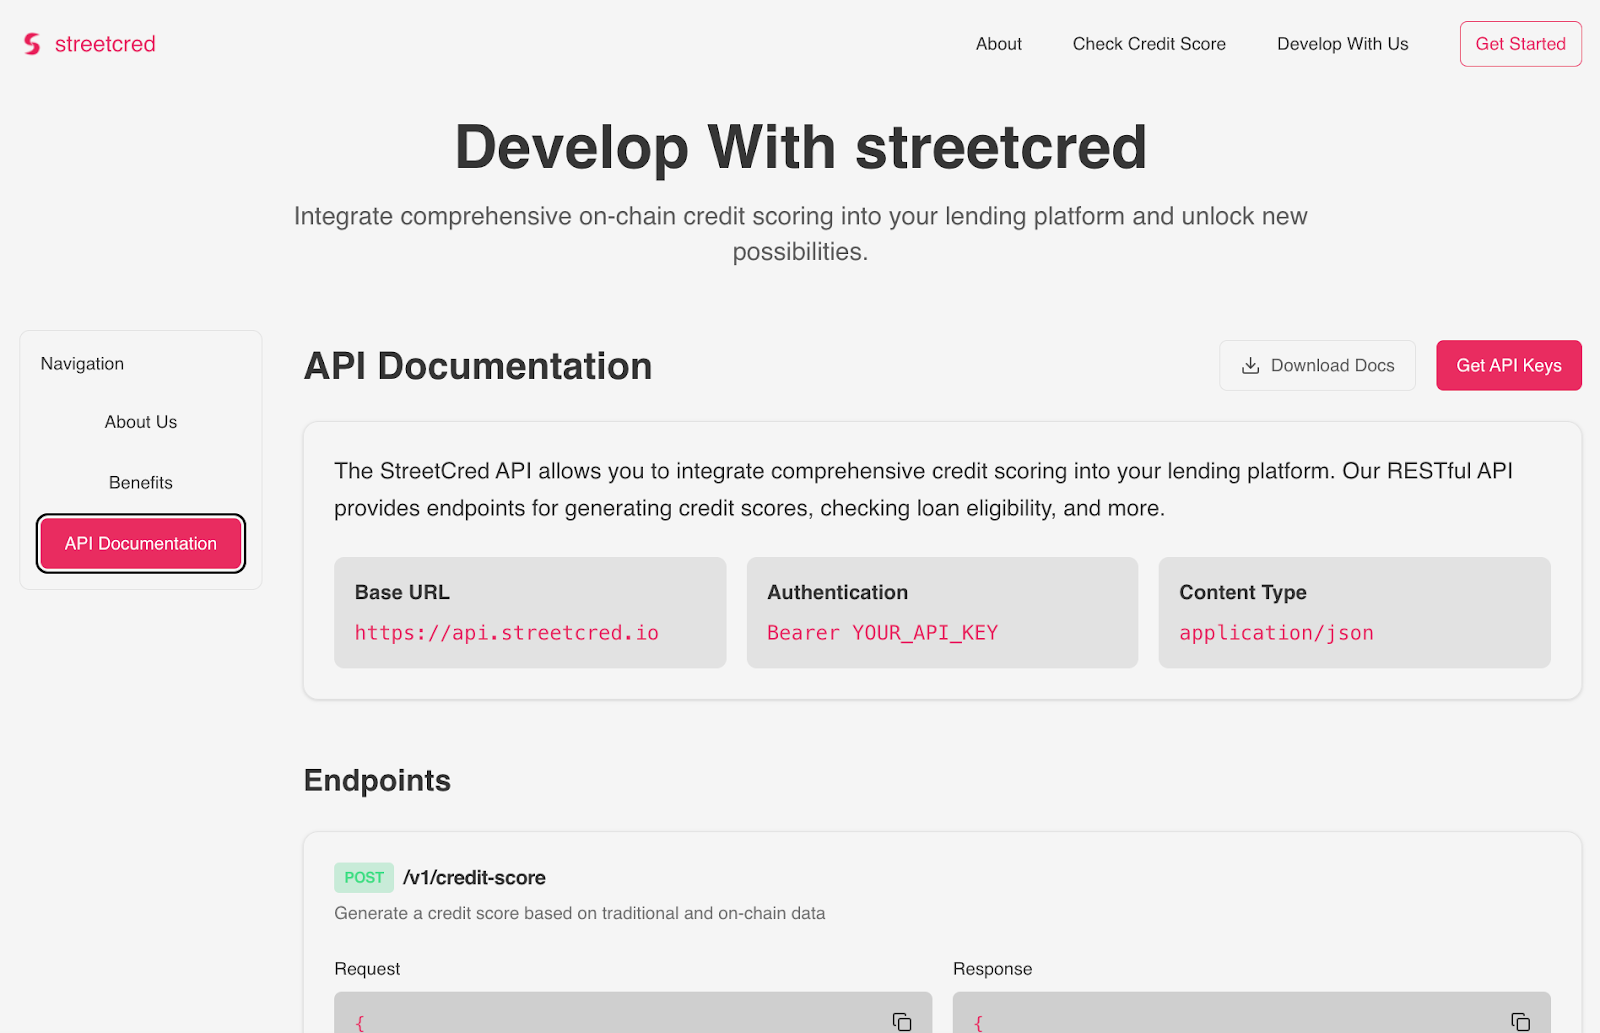 streetcred
About
Check Credit Score
Develop With Us
Get Started
Develop With streetcred
Integrate comprehensive on-chain credit scoring into your lending platform and unlock new
possibilities.
Navigation
About Us
Benefits
API Documentation
API Documentation
Download Docs
Get API Keys
The StreetCred API allows you to integrate comprehensive credit scoring into your lending platform. Our RESTful API
provides endpoints for generating credit scores, checking loan eligibility, and more.
Base URL
https://api.streetcred.io
Authentication
Bearer YOUR_API_KEY
Content Type
application/json
Endpoints
POST /v1/credit-score
Generate a credit score based on traditional and on-chain data
Request
{
Response
{